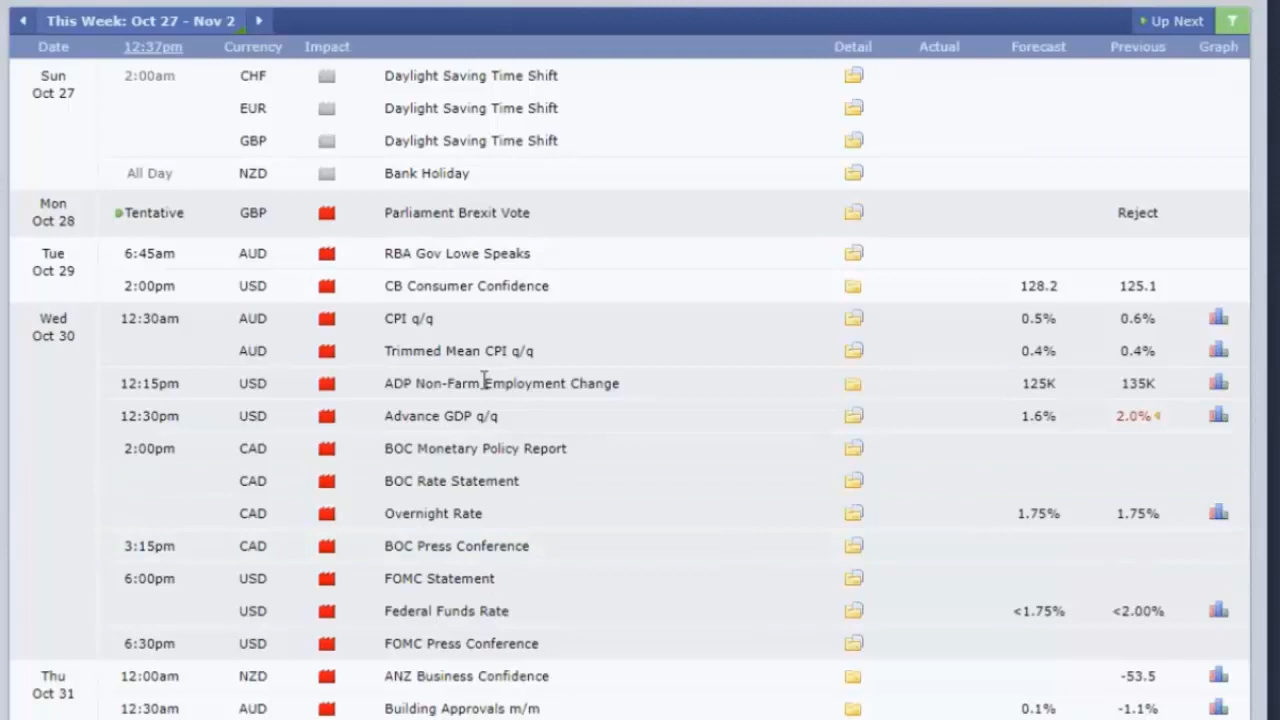 This Week: Oct 27 - Nov 2 Up Next
Date 12:37pm Currency Impact Detail Actual Forecast Previous Graph
Sun Oct 27 2:00am CHF Daylight Saving Time Shift
EUR Daylight Saving Time Shift
GBP Daylight Saving Time Shift
All Day NZD Bank Holiday
Mon Oct 28 Tentative GBP Parliament Brexit Vote Reject
Tue Oct 29 6:45am AUD RBA Gov Lowe Speaks
2:00pm USD CB Consumer Confidence 128.2 125.1
Wed Oct 30 12:30am AUD CPI q/q 0.5% 0.6%
AUD Trimmed Mean CPI q/q 0.4% 0.4%
12:15pm USD ADP Non-Farm Employment Change 125K 135K
12:30pm USD Advance GDP q/q 1.6% 2.0%
2:00pm CAD BOC Monetary Policy Report
CAD BOC Rate Statement
CAD Overnight Rate 1.75% 1.75%
3:15pm CAD BOC Press Conference
6:00pm USD FOMC Statement
USD Federal Funds Rate <1.75% <2.00%
6:30pm USD FOMC Press Conference
Thu Oct 31 12:00am NZD ANZ Business Confidence -53.5
12:30am AUD Building Approvals m/m 0.1% -1.1%